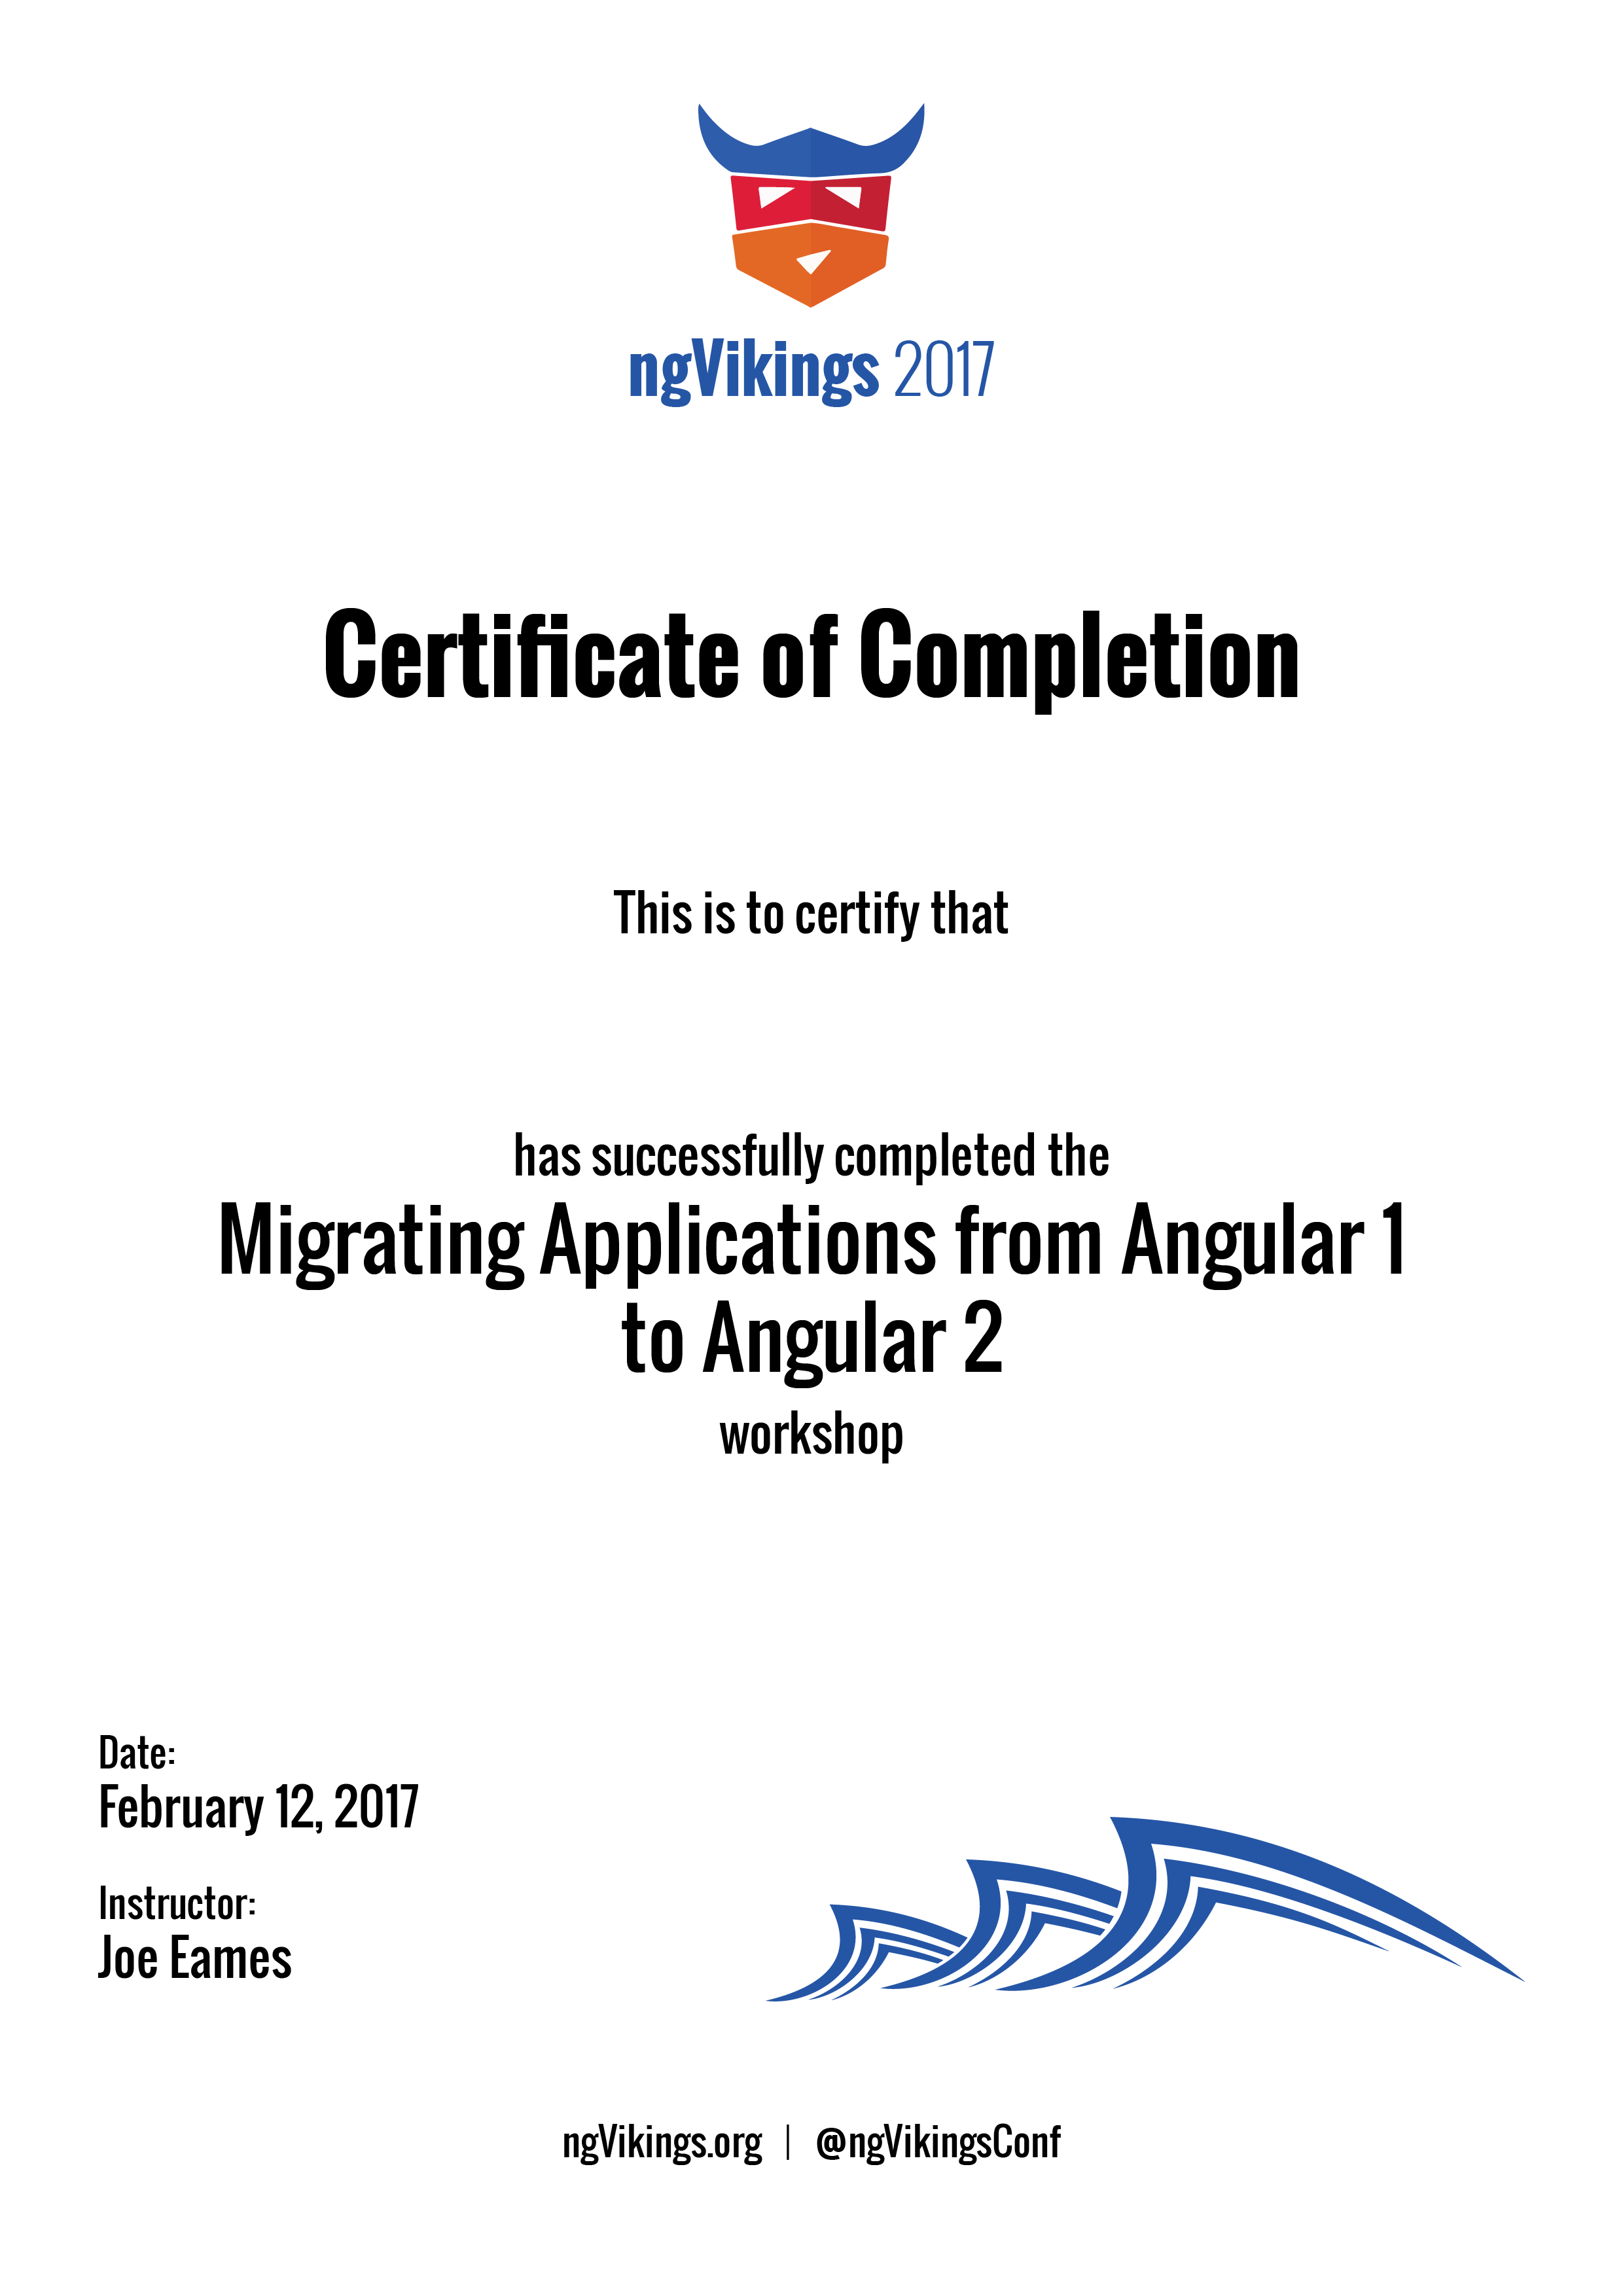 ngVikings 2017
Certificate of Completion
This is to certify that
has successfully completed the
Migrating Applications from Angular 1
to Angular 2
workshop
Date:
February 12, 2017
Instructor:
Joe Eames
ngVikings.org | @ngVikingsConf